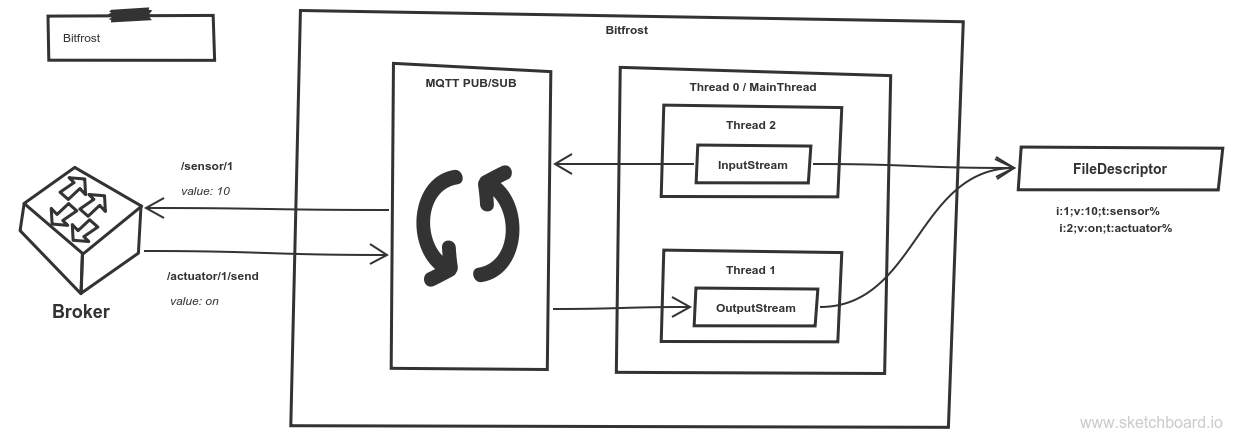 Bitfrost
Bitfrost
MQTT PUB/SUB
Thread 0 / MainThread
Thread 2
InputStream
FileDescriptor
i:1;v:10;t:sensor%
i:2;v:on;t:actuator%
/sensor/1
value: 10
/actuator/1/send
value: on
Broker
Thread 1
OutputStream
www.sketchboard.io